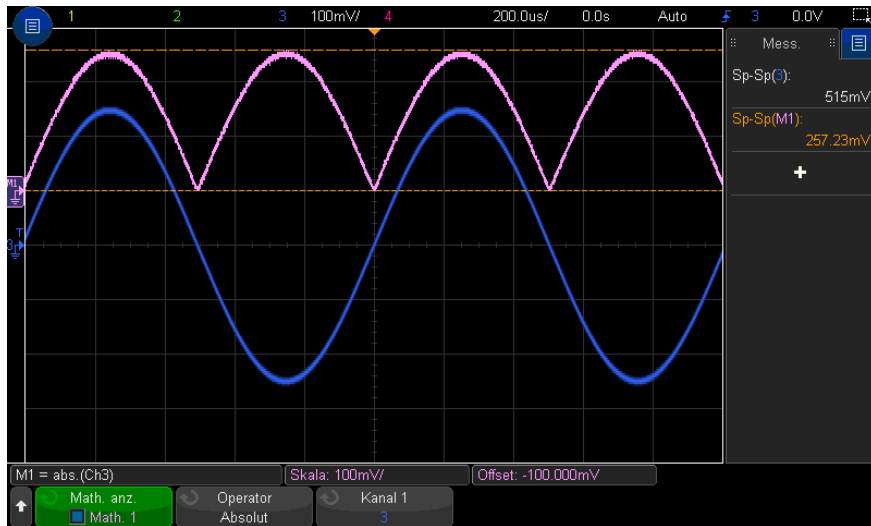 1 2 3 100mV/ 4 200.0us/ 0.0s Auto 3 0.0V
Mess.
Sp-Sp(3):
515mV
Sp-Sp(M1):
257.23mV
M1
T
3
M1 = abs.(Ch3) Skala: 100mV/ Offset: -100.000mV
Math. anz. Operator Kanal 1
Math. 1 Absolut 3